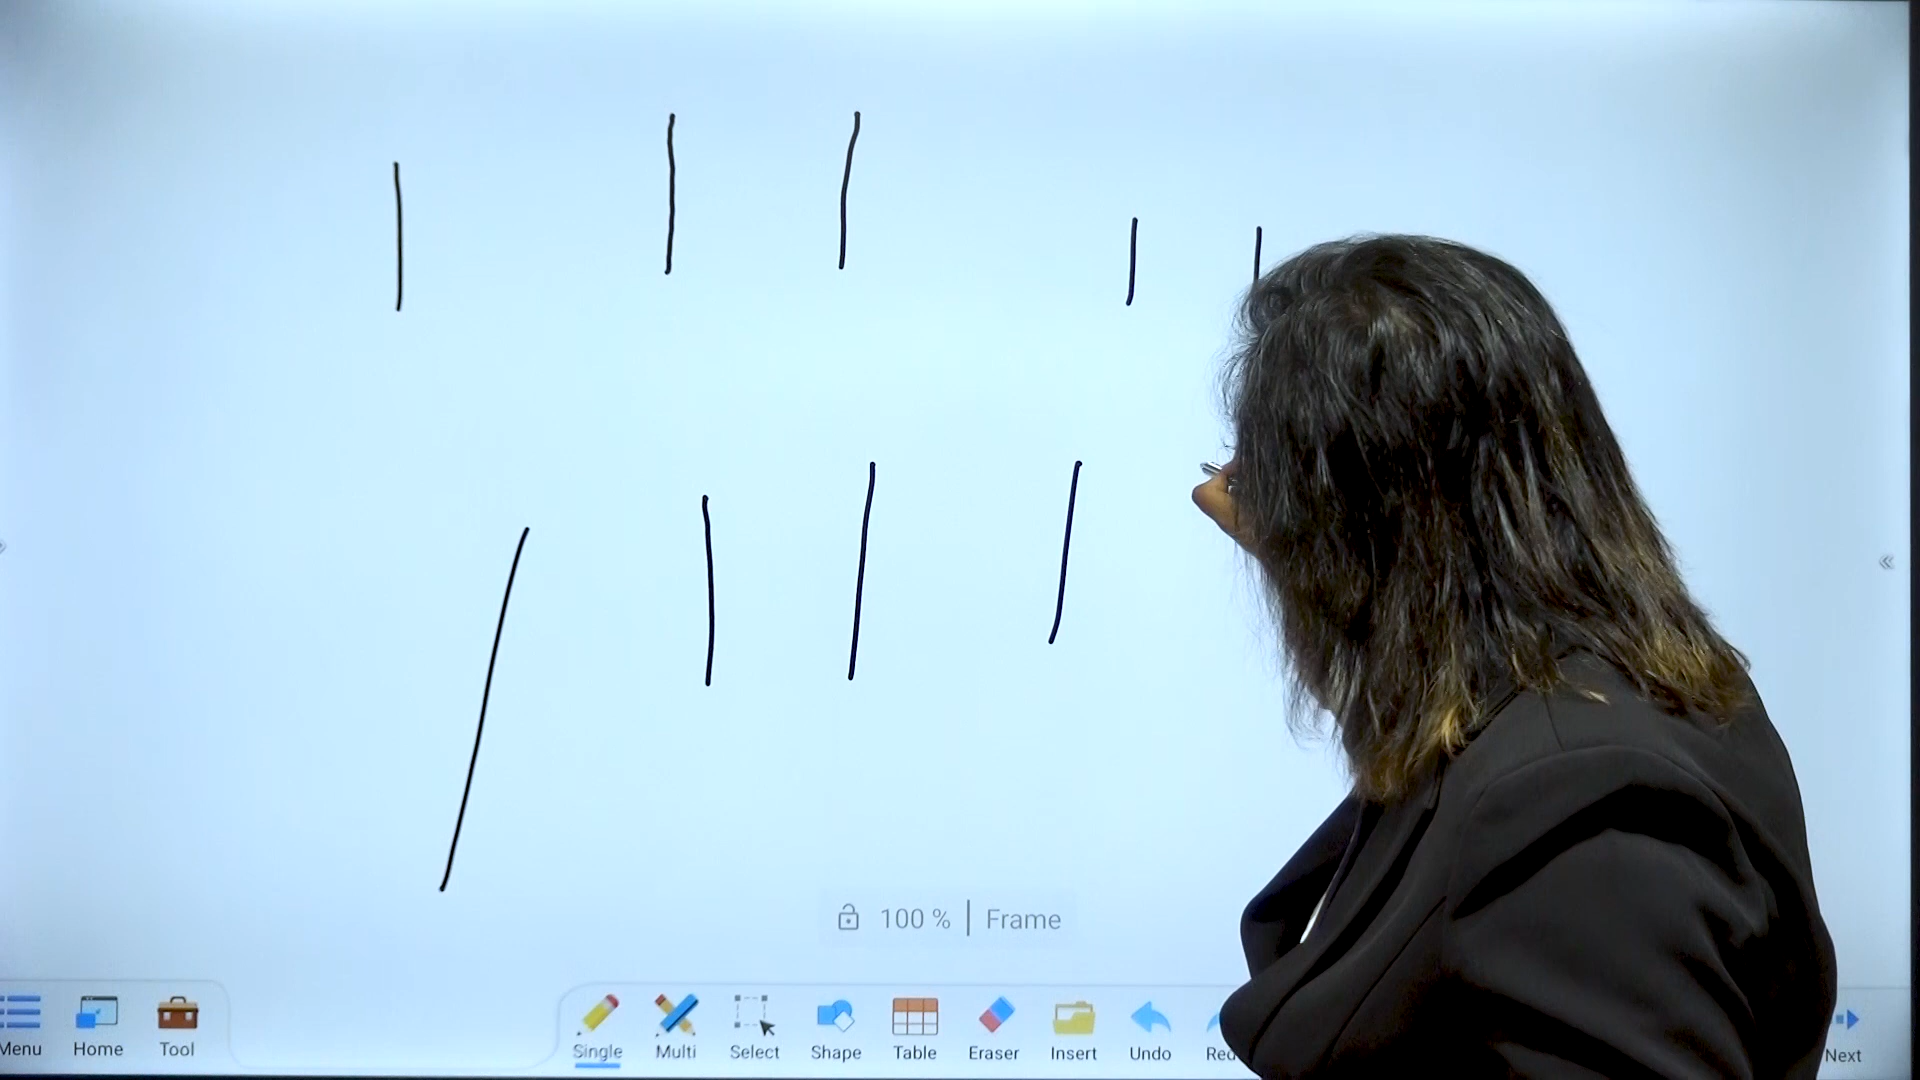 100 % | Frame
Menu Home Tool Single Multi Select Shape Table Eraser Insert Undo Next